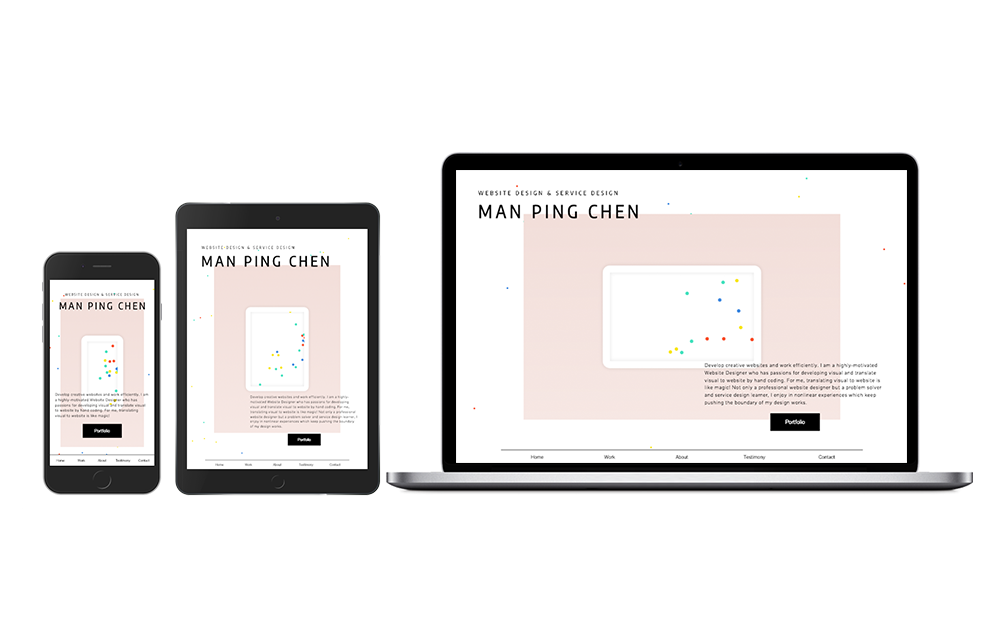 WEBSITE DESIGN & SERVICE DESIGN
MAN PING CHEN
Develop creative websites and work efficiently, I am
a highly motivated Website Designer who has
passions for developing visual and translate visual
to website by hand coding. For me, translating
visual to website is like magic!
Portfolio
Home Work About Testimony Contact
WEBSITE DESIGN & SERVICE DESIGN
MAN PING CHEN
Develop creative websites and work efficiently, I am a highly-
motivated Website Designer who has passions for developing
visual and translate visual to website by hand coding. For me,
translating visual to website is like magic! Not only a professional
website designer but a problem solver and service design learner, I
enjoy in nonlinear experiences which keep pushing the boundary
of my design works.
Portfolio
Home Work About Testimony Contact
WEBSITE DESIGN & SERVICE DESIGN
MAN PING CHEN
Develop creative websites and work efficiently, I am a highly-motivated
Website Designer who has passions for developing visual and translate
visual to website by hand coding. For me, translating visual to website is
like magic! Not only a professional website designer but a problem solver
and service design learner, I enjoy in nonlinear experiences which keep
pushing the boundary of my design works.
Portfolio
Home Work About Testimony Contact